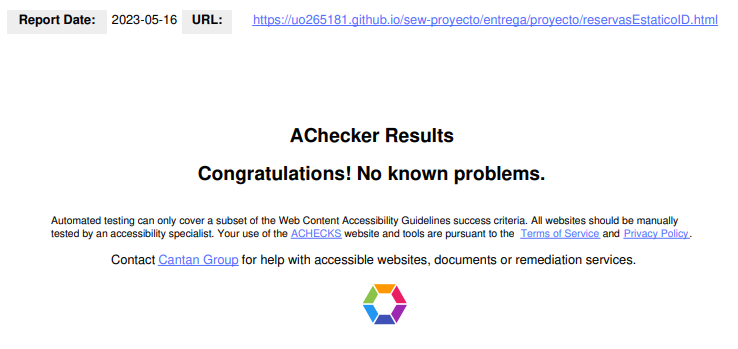 Report Date: 2023-05-16 URL: https://uo265181.github.io/sew-proyecto/entrega/proyecto/reservasEstaticoID.html
AChecker Results
Congratulations! No known problems.
Automated testing can only cover a subset of the Web Content Accessibility Guidelines success criteria. All websites should be manually
tested by an accessibility specialist. Your use of the ACHECKS website and tools are pursuant to the Terms of Service and Privacy Policy.
Contact Cantan Group for help with accessible websites, documents or remediation services.